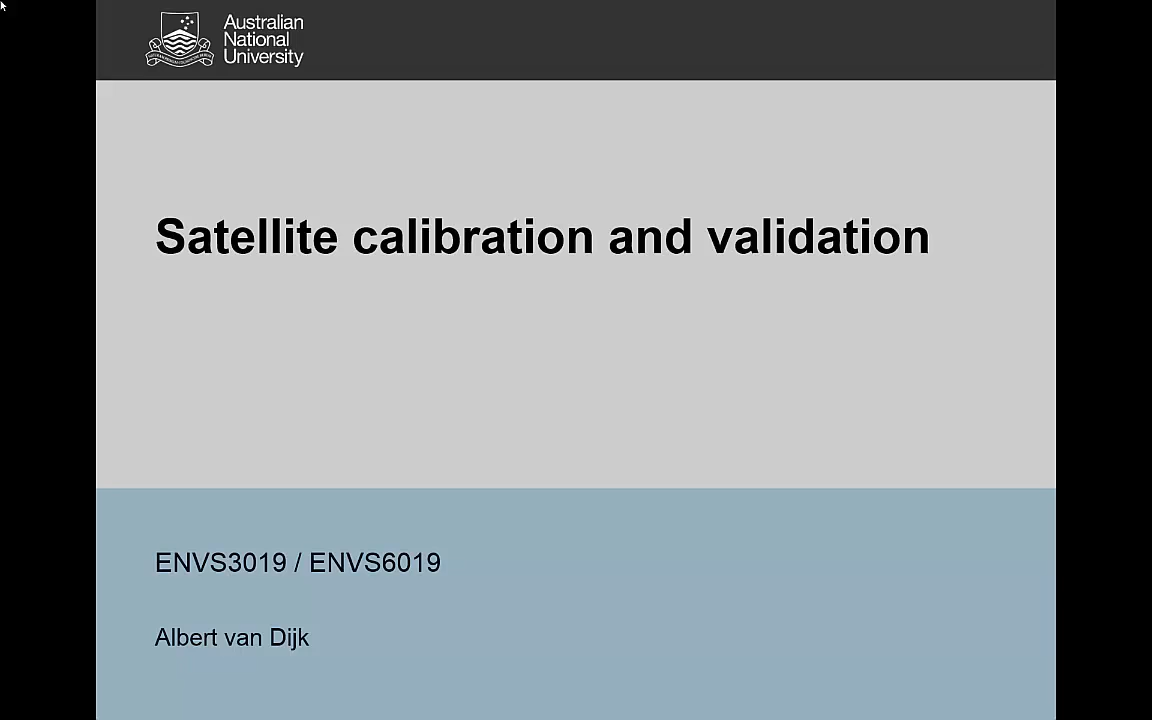 Australian
National
University
Satellite calibration and validation
ENVS3019 / ENVS6019
Albert van Dijk